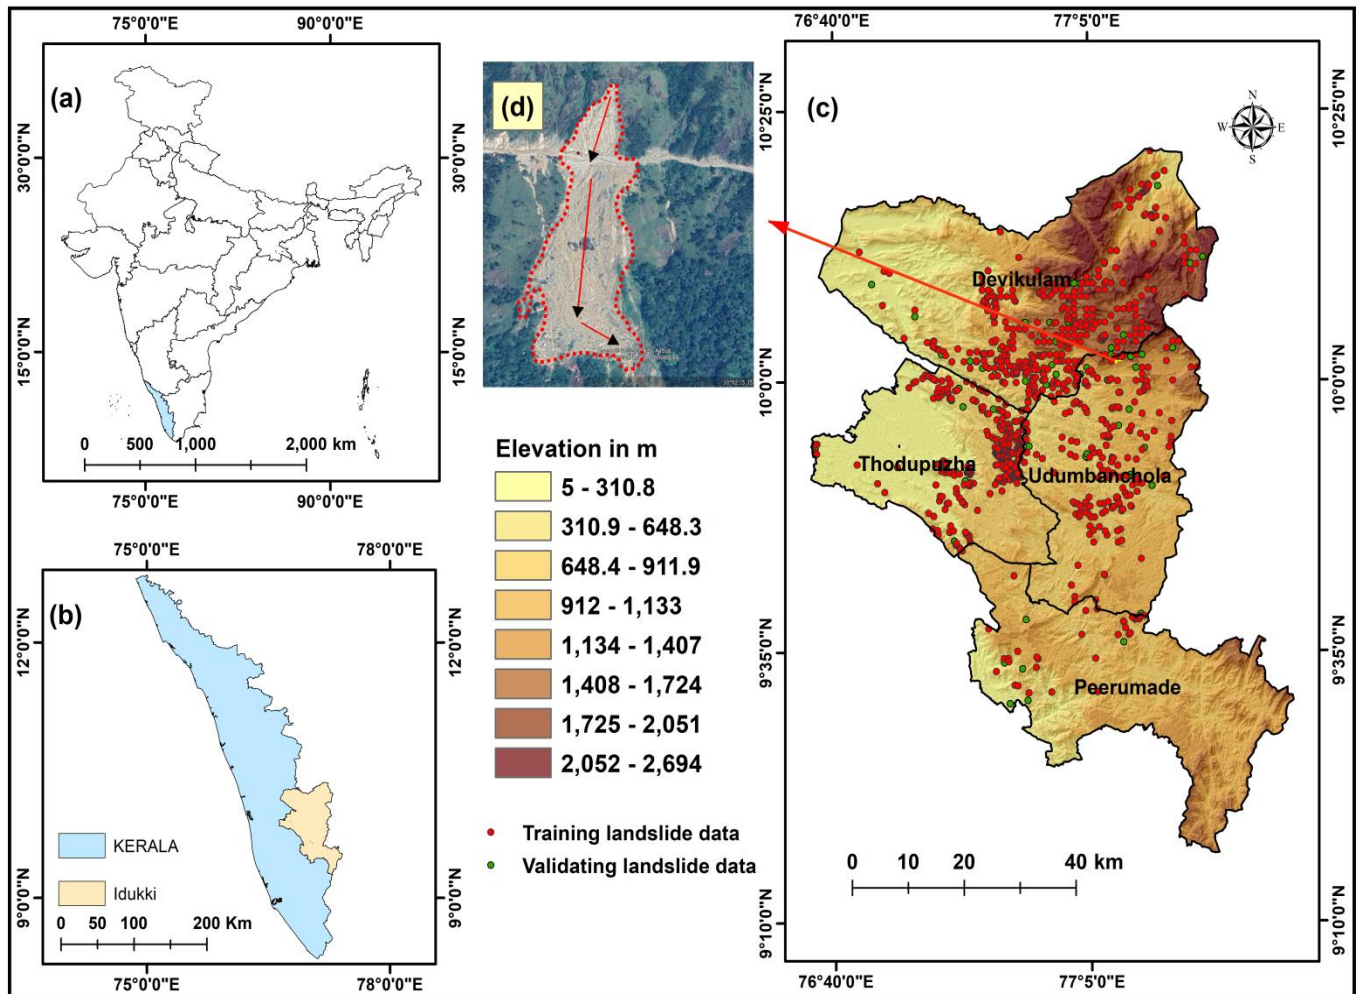 75°0'0"E 90°0'0"E
(a)
30°0'0"N
15°0'0"N
30°0'0"N
15°0'0"N
0 500 1,000 2,000 km
75°0'0"E 90°0'0"E
75°0'0"E 78°0'0"E
(b)
12°0'0"N
9°0'0"N
12°0'0"N
9°0'0"N
KERALA
Idukki
0 50 100 200 Km
75°0'0"E 78°0'0"E
(d)
Elevation in m
5 - 310.8
310.9 - 648.3
648.4 - 911.9
912 - 1,133
1,134 - 1,407
1,408 - 1,724
1,725 - 2,051
2,052 - 2,694
Training landslide data
Validating landslide data
76°40'0"E 77°5'0"E
(c)
N
W E
S
10°25'0"N
10°0'0"N
9°35'0"N
9°10'0"N
10°25'0"N
10°0'0"N
9°35'0"N
9°10'0"N
Devikulam
Thodupuzha
Udumbanchola
Peerumade
0 10 20 40 km
76°40'0"E 77°5'0"E